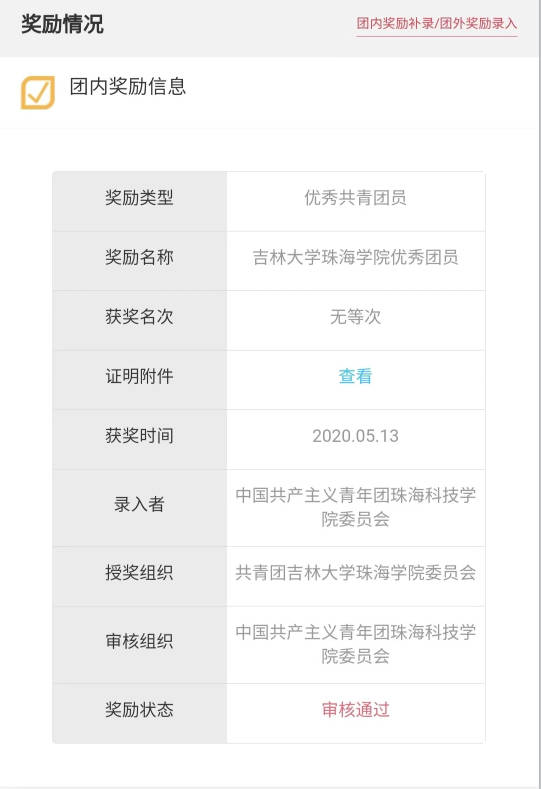 奖励情况
团内奖励补录/团外奖励录入
团内奖励信息
奖励类型 优秀共青团员
奖励名称 吉林大学珠海学院优秀团员
获奖名次 无等次
证明附件 查看
获奖时间 2020.05.13
录入者 中国共产主义青年团珠海科技学
院委员会
授奖组织 共青团吉林大学珠海学院委员会
审核组织 中国共产主义青年团珠海科技学
院委员会
奖励状态 审核通过